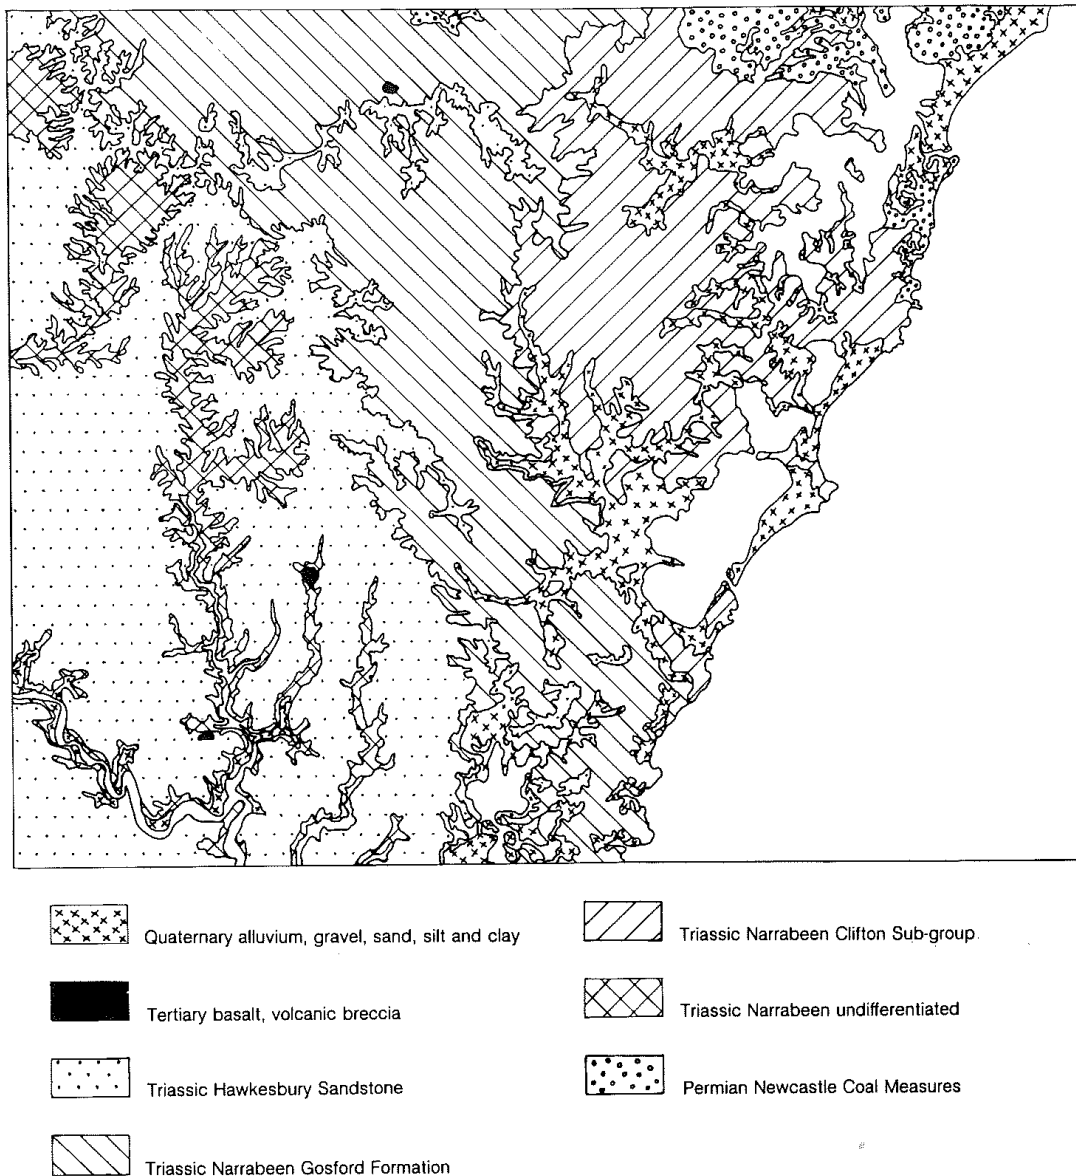 Quaternary alluvium, gravel, sand, silt and clay
Tertiary basalt, volcanic breccia
Triassic Hawkesbury Sandstone
Triassic Narrabeen Gosford Formation
Triassic Narrabeen Clifton Sub-group
Triassic Narrabeen undifferentiated
Permian Newcastle Coal Measures